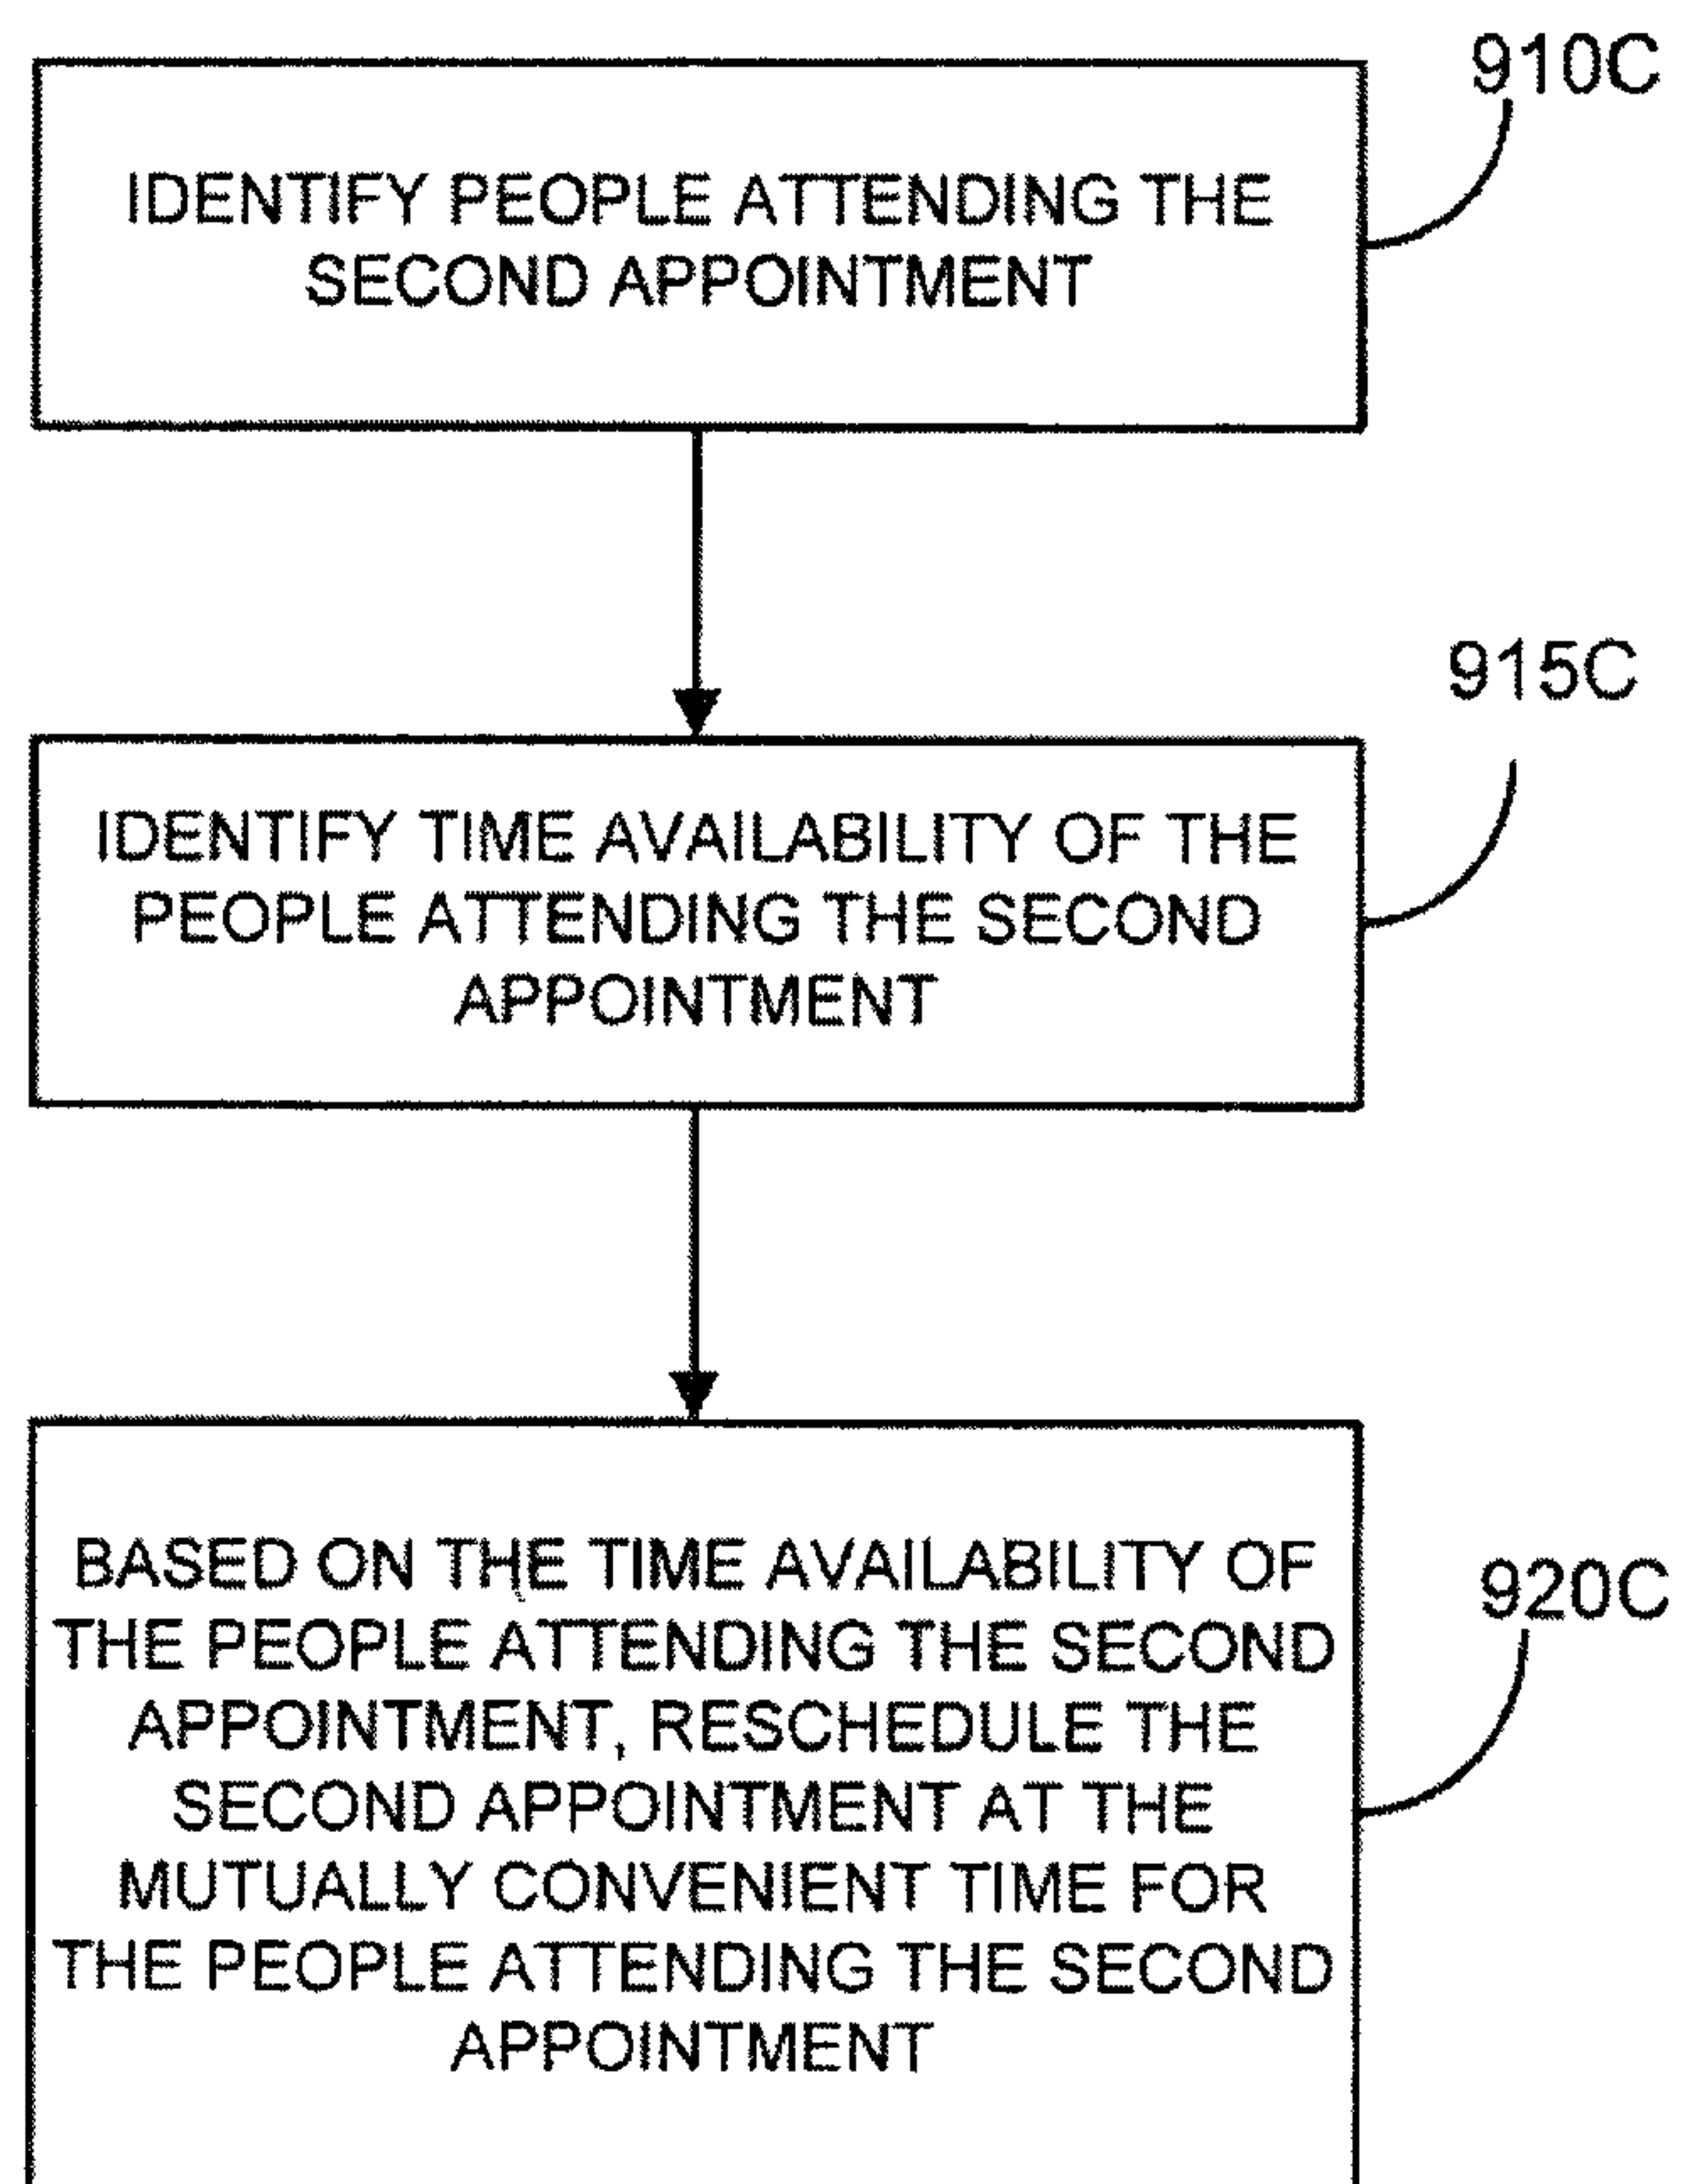 910C
IDENTIFY PEOPLE ATTENDING THE
SECOND APPOINTMENT
915C
IDENTIFY TIME AVAILABILITY OF THE
PEOPLE ATTENDING THE SECOND
APPOINTMENT
920C
BASED ON THE TIME AVAILABILITY OF
THE PEOPLE ATTENDING THE SECOND
APPOINTMENT, RESCHEDULE THE
SECOND APPOINTMENT AT THE
MUTUALLY CONVENIENT TIME FOR
THE PEOPLE ATTENDING THE SECOND
APPOINTMENT